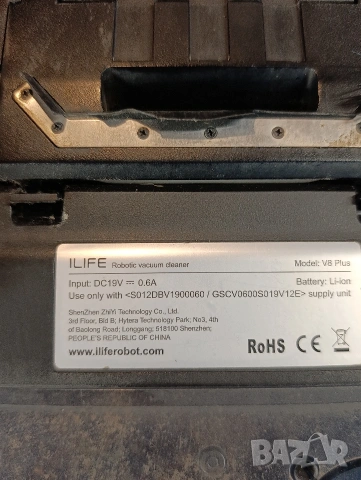 ILIFE Robotic vacuum cleaner Model: V8 Plus
Input: DC19V ⎓ 0.6A Battery: Li-ion
Use only with <S012DBV1900060 / GSCV0600S019V12E> supply unit
ShenZhen ZhiYi Technology Co., Ltd.
3rd Floor, Bld B, Hytera Technology Park; No3, 4th
of Baolong Road; Longgang; 518100 Shenzhen;
PEOPLE'S REPUBLIC OF CHINA
www.iliferobot.com
RoHS CE
BAZAR
bg